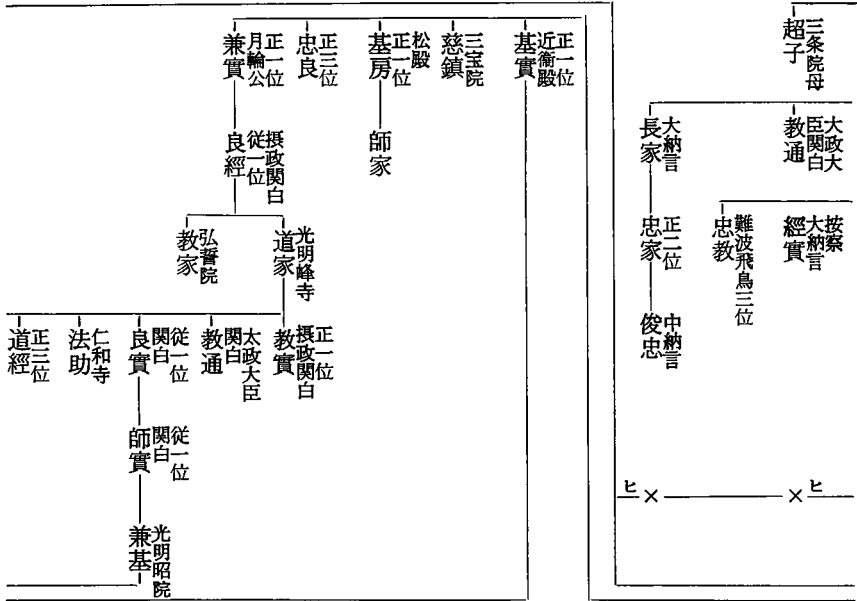 三条院母
超子
大政大
臣関白
教通
大納言
長家
按察
大納言
經實
難波飛鳥三位
忠教
正二位
忠家
中納言
俊忠
ヒ
×
×
ヒ
正一位
近衞殿
基實
三宝院
慈鎮
松殿
正一位
基房
師家
正三位
忠良
正一位
月輪公
兼實
摂政関白
従一位
良經
光明峰寺
道家
弘誓院
教家
正一位
摂政関白
教實
太政大臣
関白
教通
従一位
関白
良實
仁和寺
法助
正三位
道經
従一位
関白
師實
光明昭院
兼基